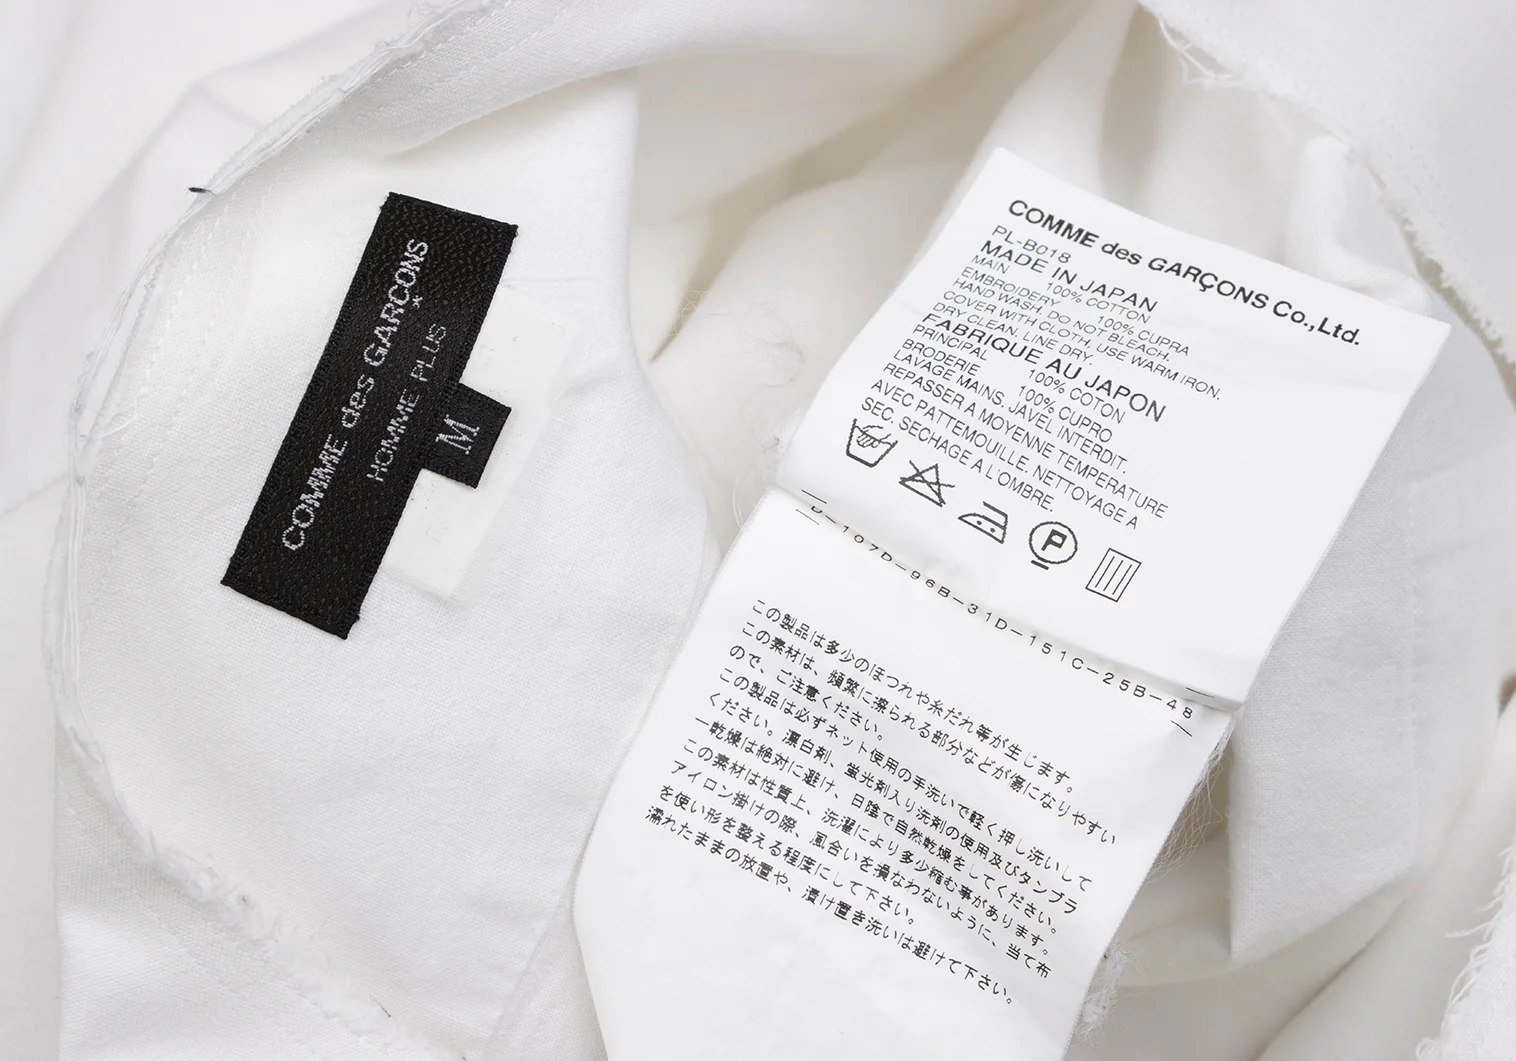 COMME des GARÇONS
HOMME PLUS
M
COMME des GARÇONS Co.,Ltd.
PL-B018
MADE IN JAPAN
MAIN 100% COTTON
EMBROIDERY 100% CUPRA
HAND WASH. DO NOT BLEACH.
COVER WITH CLOTH, USE WARM IRON.
DRY CLEAN. LINE DRY.
FABRIQUE AU JAPON
PRINCIPAL 100% COTON
BRODERIE 100% CUPRO
LAVAGE MAINS. JAVEL INTERDIT.
REPASSER A MOYENNE TEMPERATURE
AVEC PATTEMOUILLE. NETTOYAGE A
SEC. SECHAGE A L'OMBRE.
P
B-107D-96B-31D-151C-25B-48
この製品は多少のほつれや糸だれ等が生じます。
この素材は、頻繁に擦られる部分などが傷になりやすい
ので、ご注意ください。
この製品は必ずネット使用の手洗いで軽く押し洗いして
ください。漂白剤、蛍光剤入り洗剤の使用及びタンブラ
ー乾燥は絶対に避け、日陰で自然乾燥をしてください。
この素材は性質上、洗濯により多少縮む事があります。
アイロン掛けの際、風合いを損なわないように、当て布
を使い形を整える程度にして下さい。
濡れたままの放置や、漬け置き洗いは避けて下さい。